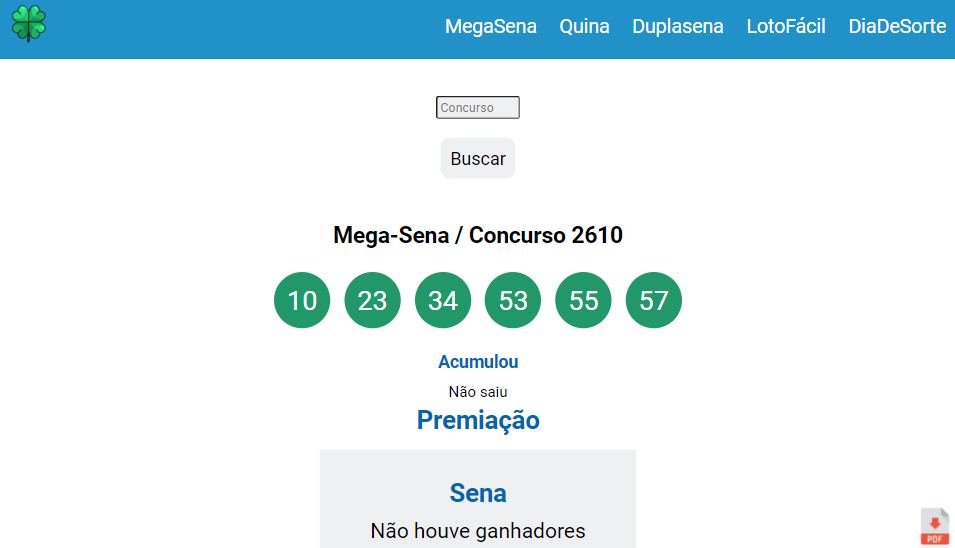 MegaSena Quina Duplasena LotoFácil DiaDeSorte
Concurso
Buscar
Mega-Sena / Concurso 2610
10 23 34 53 55 57
Acumulou
Não saiu
Premiação
Sena
Não houve ganhadores
PDF